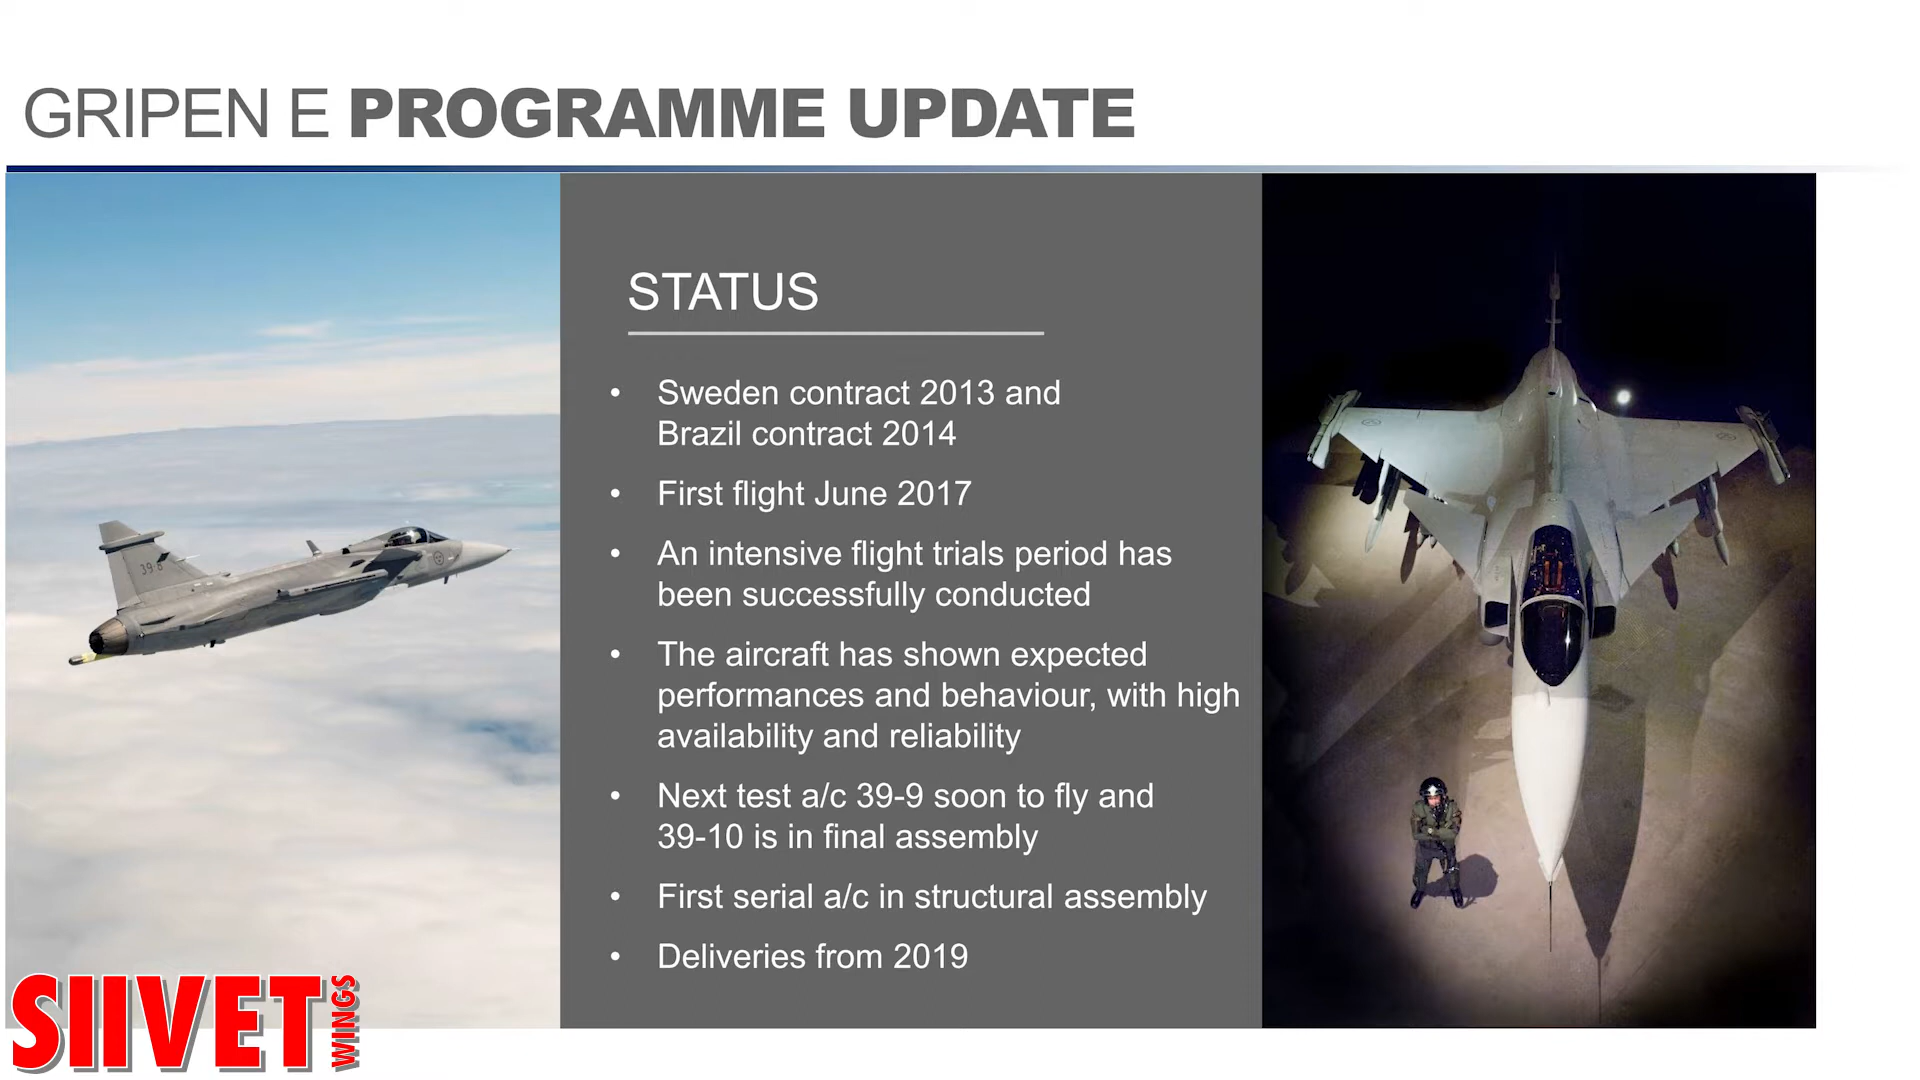 GRIPEN E PROGRAMME UPDATE
STATUS
• Sweden contract 2013 and
Brazil contract 2014
• First flight June 2017
• An intensive flight trials period has
been successfully conducted
• The aircraft has shown expected
performances and behaviour, with high
availability and reliability
• Next test a/c 39-9 soon to fly and
39-10 is in final assembly
• First serial a/c in structural assembly
• Deliveries from 2019
39-8
SIIVET
WINGS